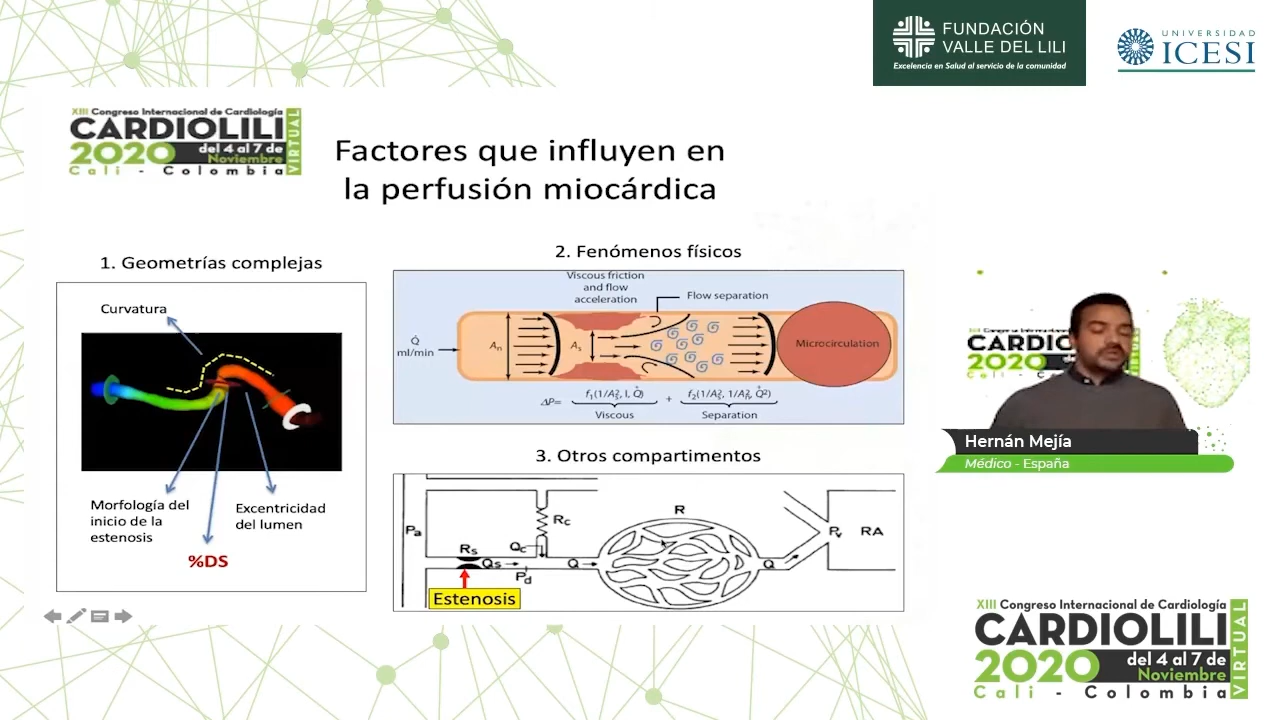 FUNDACIÓN
VALLE DEL LILI
Excelencia en Salud al servicio de la comunidad
UNIVERSIDAD
ICESI
XIII Congreso Internacional de Cardiología
CARDIOLILI
2020
del 4 al 7 de
Noviembre
VIRTUAL
Cali - Colombia
Factores que influyen en
la perfusión miocárdica
1. Geometrías complejas
Curvatura
Morfología del
inicio de la
estenosis
Excentricidad
del lumen
%DS
2. Fenómenos físicos
Viscous friction
and flow
acceleration
Flow separation
Q̇
ml/min
An
As
Microcirculation
ΔP=
+
Viscous
Separation
3. Otros compartimentos
Pa
Rs
Qs
Pd
Qc
Rc
Q
R
Q
Pv
RA
Estenosis
CARDIO
2020
Hernán Mejía
Médico - España
XIII Congreso Internacional de Cardiología
CARDIOLILI
2020
del 4 al 7 de
Noviembre
VIRTUAL
Cali - Colombia